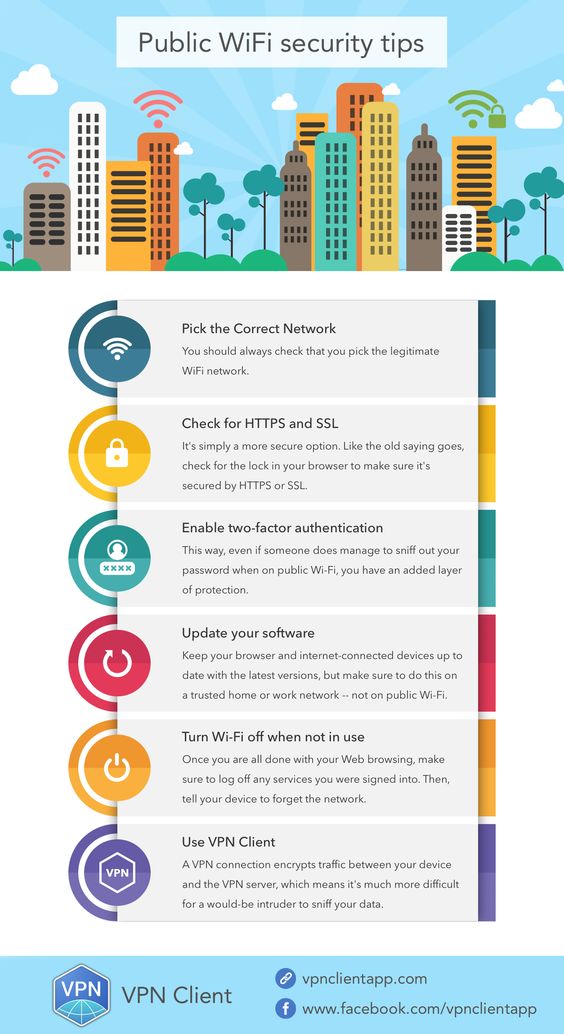 Public WiFi security tips
Pick the Correct Network
You should always check that you pick the legitimate
WiFi network.
Check for HTTPS and SSL
It's simply a more secure option. Like the old saying goes,
check for the lock in your browser to make sure it's
secured by HTTPS or SSL.
Enable two-factor authentication
This way, even if someone does manage to sniff out your
password when on public Wi-Fi, you have an added layer
of protection.
Update your software
Keep your browser and internet-connected devices up to
date with the latest versions, but make sure to do this on
a trusted home or work network -- not on public Wi-Fi.
Turn Wi-Fi off when not in use
Once you are all done with your Web browsing, make
sure to log off any services you were signed into. Then,
tell your device to forget the network.
VPN
Use VPN Client
A VPN connection encrypts traffic between your device
and the VPN server, which means it's much more difficult
for a would-be intruder to sniff your data.
VPN
VPN Client
vpnclientapp.com
www.facebook.com/vpnclientapp